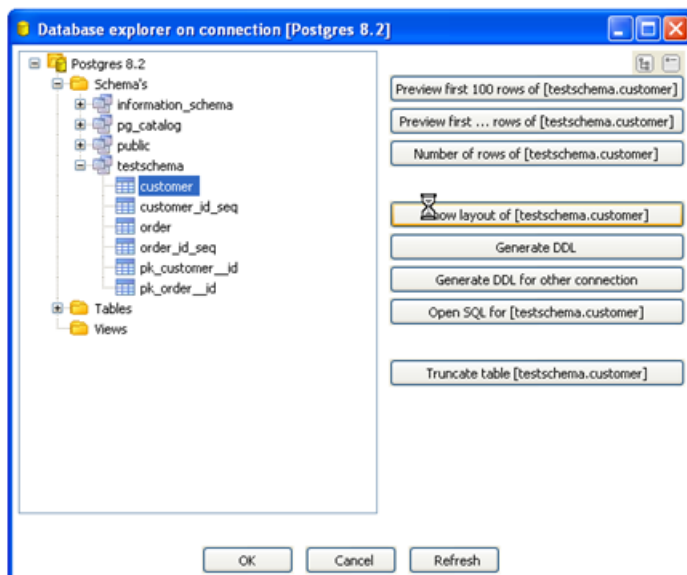 Database explorer on connection [Postgres 8.2]
Postgres 8.2
Schema's
information_schema
pg_catalog
public
testschema
customer
customer_id_seq
order
order_id_seq
pk_customer__id
pk_order__id
Tables
Views
Preview first 100 rows of [testschema.customer]
Preview first ... rows of [testschema.customer]
Number of rows of [testschema.customer]
layout of [testschema.customer]
Generate DDL
Generate DDL for other connection
Open SQL for [testschema.customer]
Truncate table [testschema.customer]
OK
Cancel
Refresh